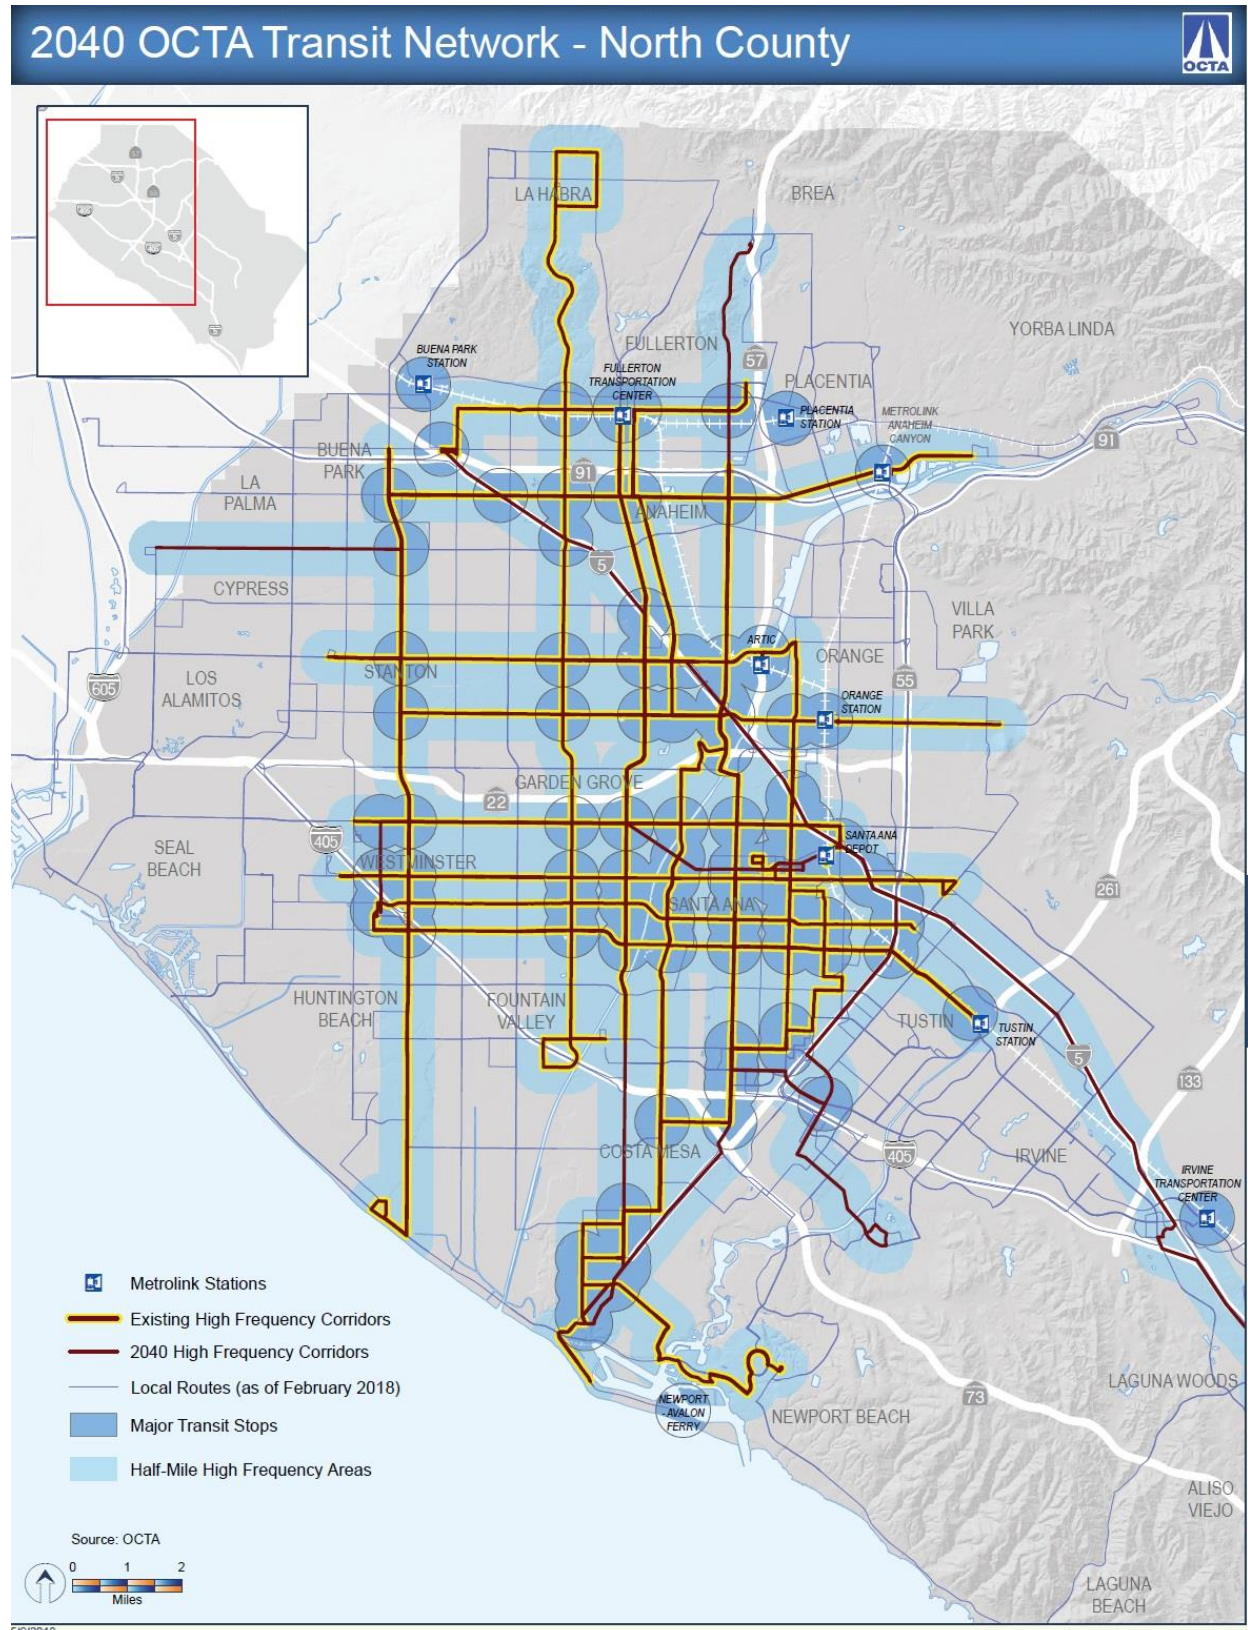 2040 OCTA Transit Network - North County
OCTA
LA HABRA
BREA
YORBA LINDA
FULLERTON
BUENA PARK
STATION
FULLERTON
TRANSPORTATION
CENTER
57
PLACENTIA
PLACENTIA
STATION
METROLINK
ANAHEIM
CANYON
91
BUENA
PARK
91
LA
PALMA
ANAHEIM
5
CYPRESS
VILLA
PARK
ARTIC
ORANGE
STANTON
605
LOS
ALAMITOS
55
ORANGE
STATION
GARDEN GROVE
22
405
SANTA ANA
DEPOT
SEAL
BEACH
WESTMINSTER
261
SANTA ANA
HUNTINGTON
BEACH
FOUNTAIN
VALLEY
TUSTIN
TUSTIN
STATION
5
133
COSTA MESA
405
IRVINE
IRVINE
TRANSPORTATION
CENTER
Metrolink Stations
Existing High Frequency Corridors
2040 High Frequency Corridors
Local Routes (as of February 2018)
Major Transit Stops
Half-Mile High Frequency Areas
LAGUNA WOODS
73
NEWPORT
- AVALON
FERRY
NEWPORT BEACH
ALISO
VIEJO
Source: OCTA
0 1 2
Miles
LAGUNA
BEACH